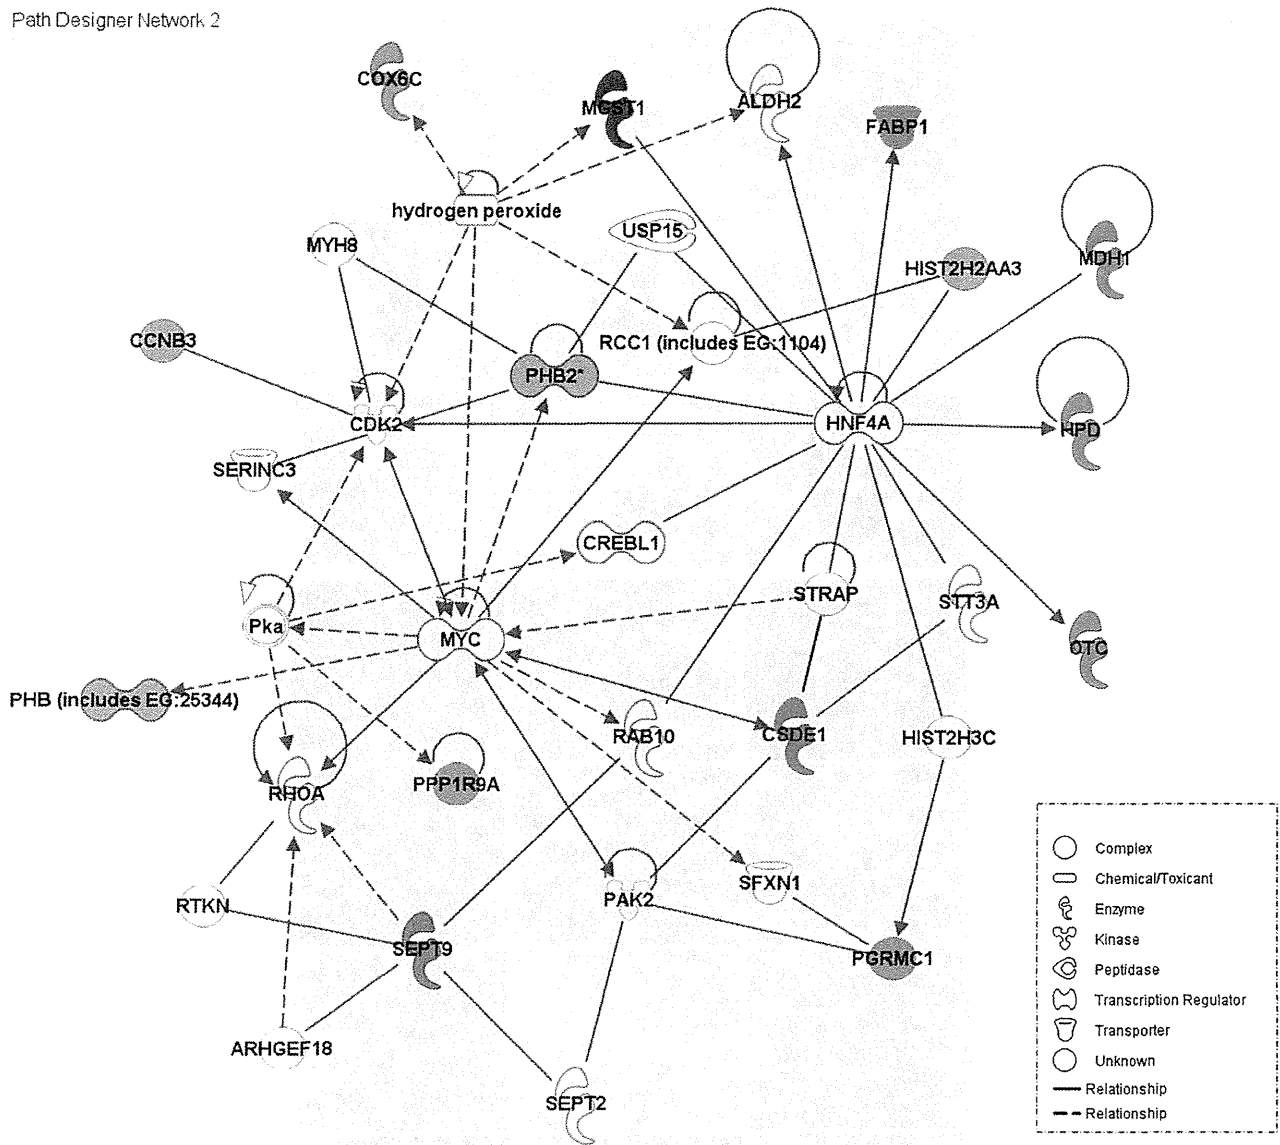 Path Designer Network 2
COX6C
MGST1
ALDH2
FABP1
hydrogen peroxide
USP15
MYH8
HIST2H2AA3
MDH1
CCNB3
RCC1 (includes EG:1104)
PHB2*
CDK2
HNF4A
HPD
SERINC3
CREBL1
STRAP
STT3A
Pka
MYC
OTC
PHB (includes EG:25344)
RAB10
CSDE1
HIST2H3C
RHOA
PPP1R9A
RTKN
PAK2
SFXN1
SEPT9
PGRMC1
ARHGEF18
SEPT2
Complex
Chemical/Toxicant
Enzyme
Kinase
Peptidase
Transcription Regulator
Transporter
Unknown
Relationship
Relationship